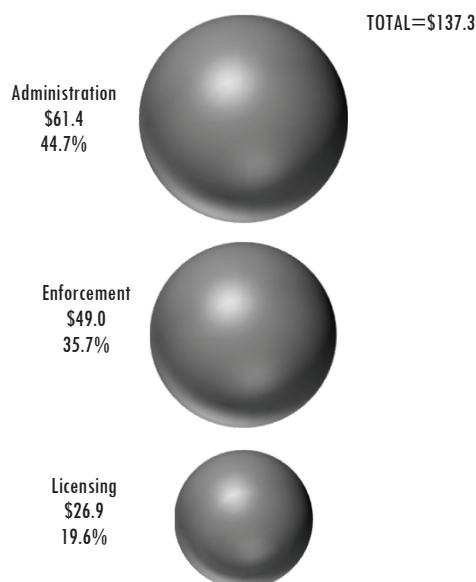 TOTAL=$137.3
Administration
$61.4
44.7%
Enforcement
$49.0
35.7%
Licensing
$26.9
19.6%